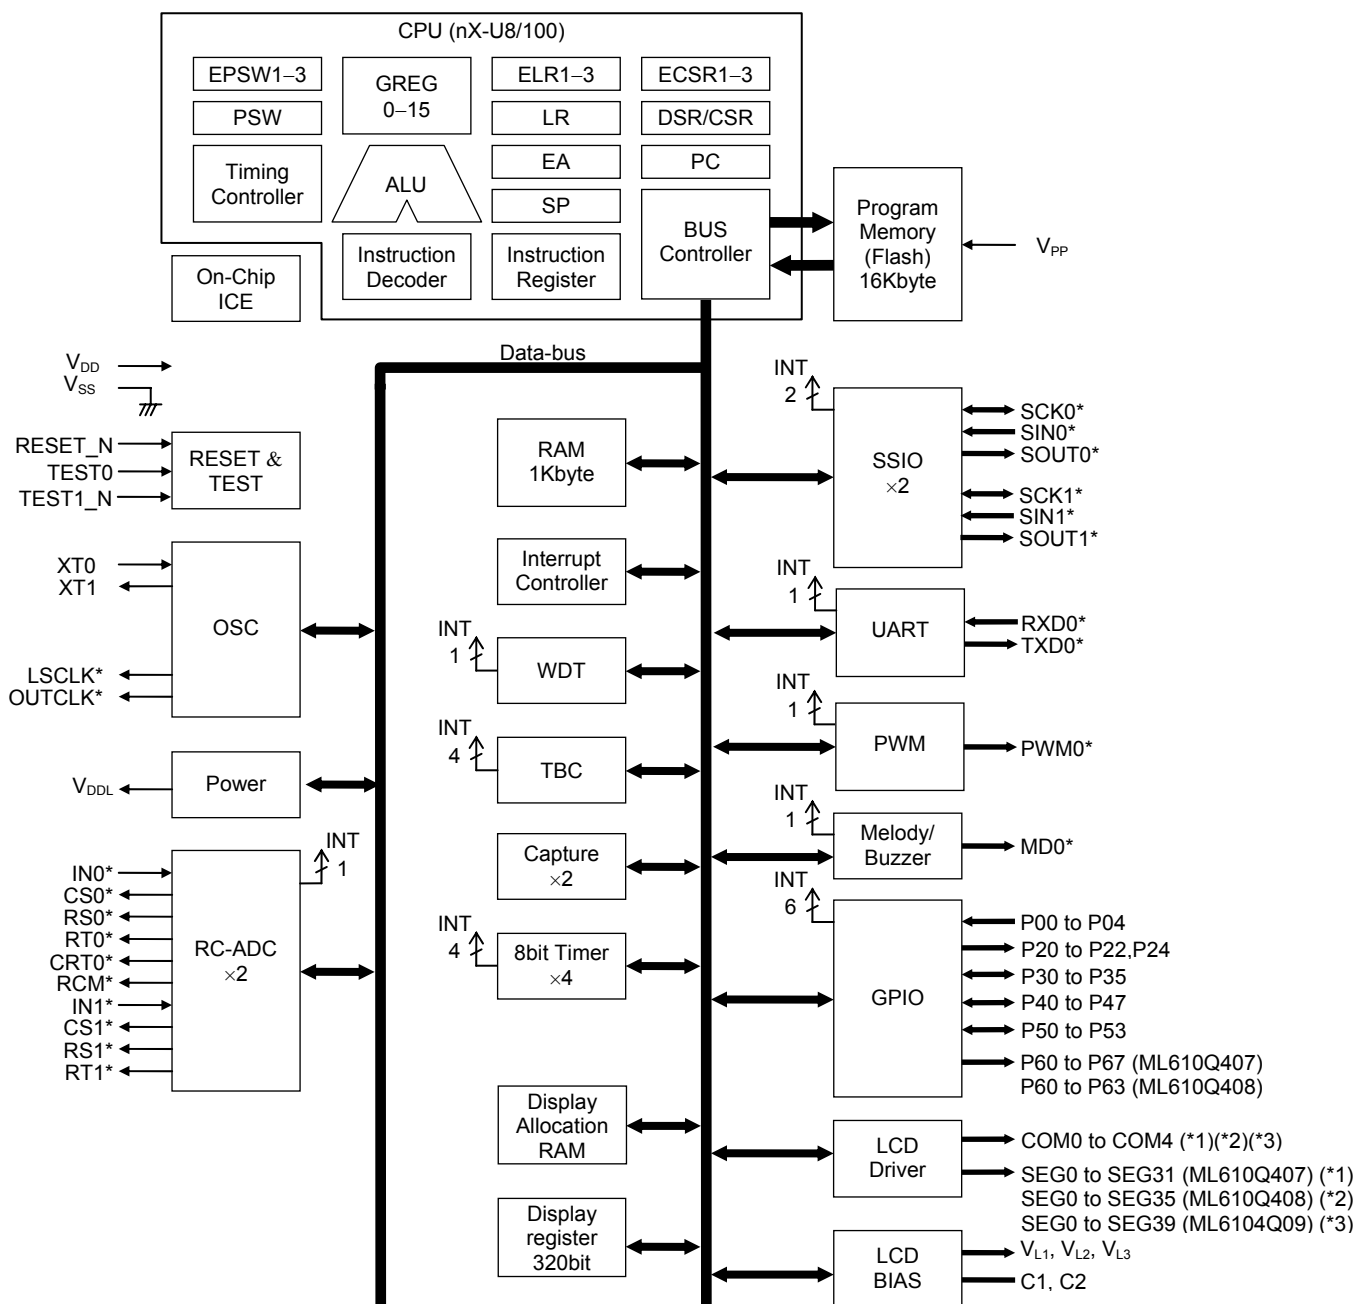 CPU (nX-U8/100)
EPSW1–3
GREG
0–15
ELR1–3
ECSR1–3
PSW
LR
DSR/CSR
Timing
Controller
ALU
EA
PC
SP
BUS
Controller
Program
Memory
(Flash)
16Kbyte
VPP
Instruction
Decoder
Instruction
Register
On-Chip
ICE
Data-bus
VDD
VSS
RESET_N
TEST0
TEST1_N
RESET &
TEST
XT0
XT1
LSCLK*
OUTCLK*
OSC
VDDL
Power
INT
1
IN0*
CS0*
RS0*
RT0*
CRT0*
RCM*
IN1*
CS1*
RS1*
RT1*
RC-ADC
×2
RAM
1Kbyte
Interrupt
Controller
INT
1
WDT
INT
4
TBC
Capture
×2
INT
4
8bit Timer
×4
Display
Allocation
RAM
Display
register
320bit
INT
2
SSIO
×2
SCK0*
SIN0*
SOUT0*
SCK1*
SIN1*
SOUT1*
INT
1
UART
RXD0*
TXD0*
INT
1
PWM
PWM0*
INT
1
Melody/
Buzzer
MD0*
INT
6
GPIO
P00 to P04
P20 to P22,P24
P30 to P35
P40 to P47
P50 to P53
P60 to P67 (ML610Q407)
P60 to P63 (ML610Q408)
LCD
Driver
COM0 to COM4 (*1)(*2)(*3)
SEG0 to SEG31 (ML610Q407) (*1)
SEG0 to SEG35 (ML610Q408) (*2)
SEG0 to SEG39 (ML6104Q09) (*3)
LCD
BIAS
VL1, VL2, VL3
C1, C2